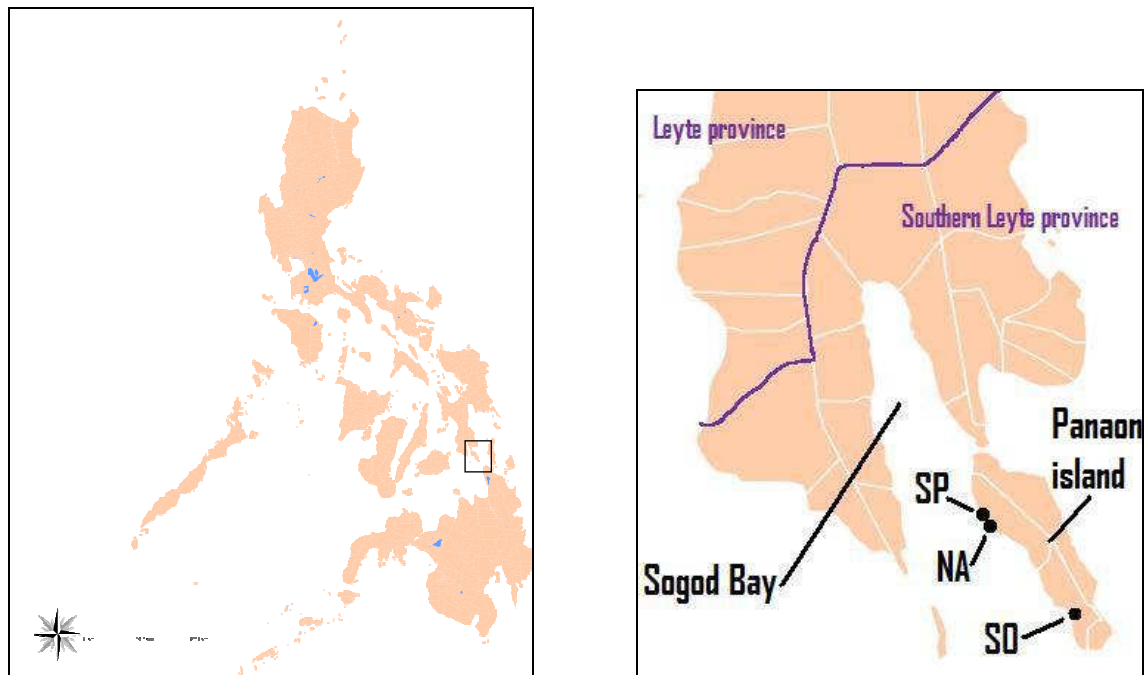 Leyte province
Southern Leyte province
Panaon
island
SP
NA
Sogod Bay
SO